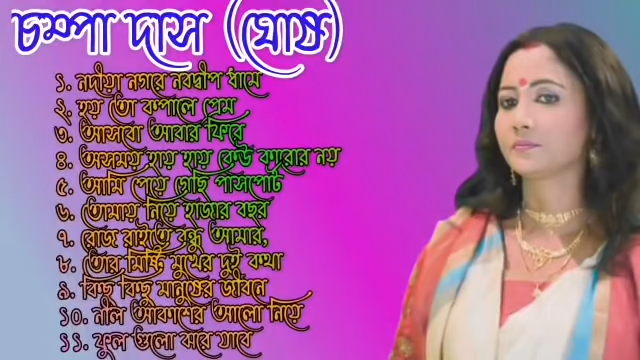 চম্পা দাস (ঘোষ)
১. নদীয়া নগরে নবদ্বীপ ধামে
২. হয় তো কপালে প্রেম
৩. আসবো আবার ফিরে
৪. অসময় হায় হায় কেউ কারোর নয়
৫. আমি পেয়ে গেছি পাসপোর্ট
৬. তোমায় নিয়ে হাজার বছর
৭. রোজ রাইতে বন্ধু আমার,
৮. তোর মিষ্টি মুখের দুই কথা
৯. কিছু কিছু মানুষের জীবনে
১০. নীল আকাশের আলো নিয়ে
১১. ফুল গুলো ঝরে যাবে